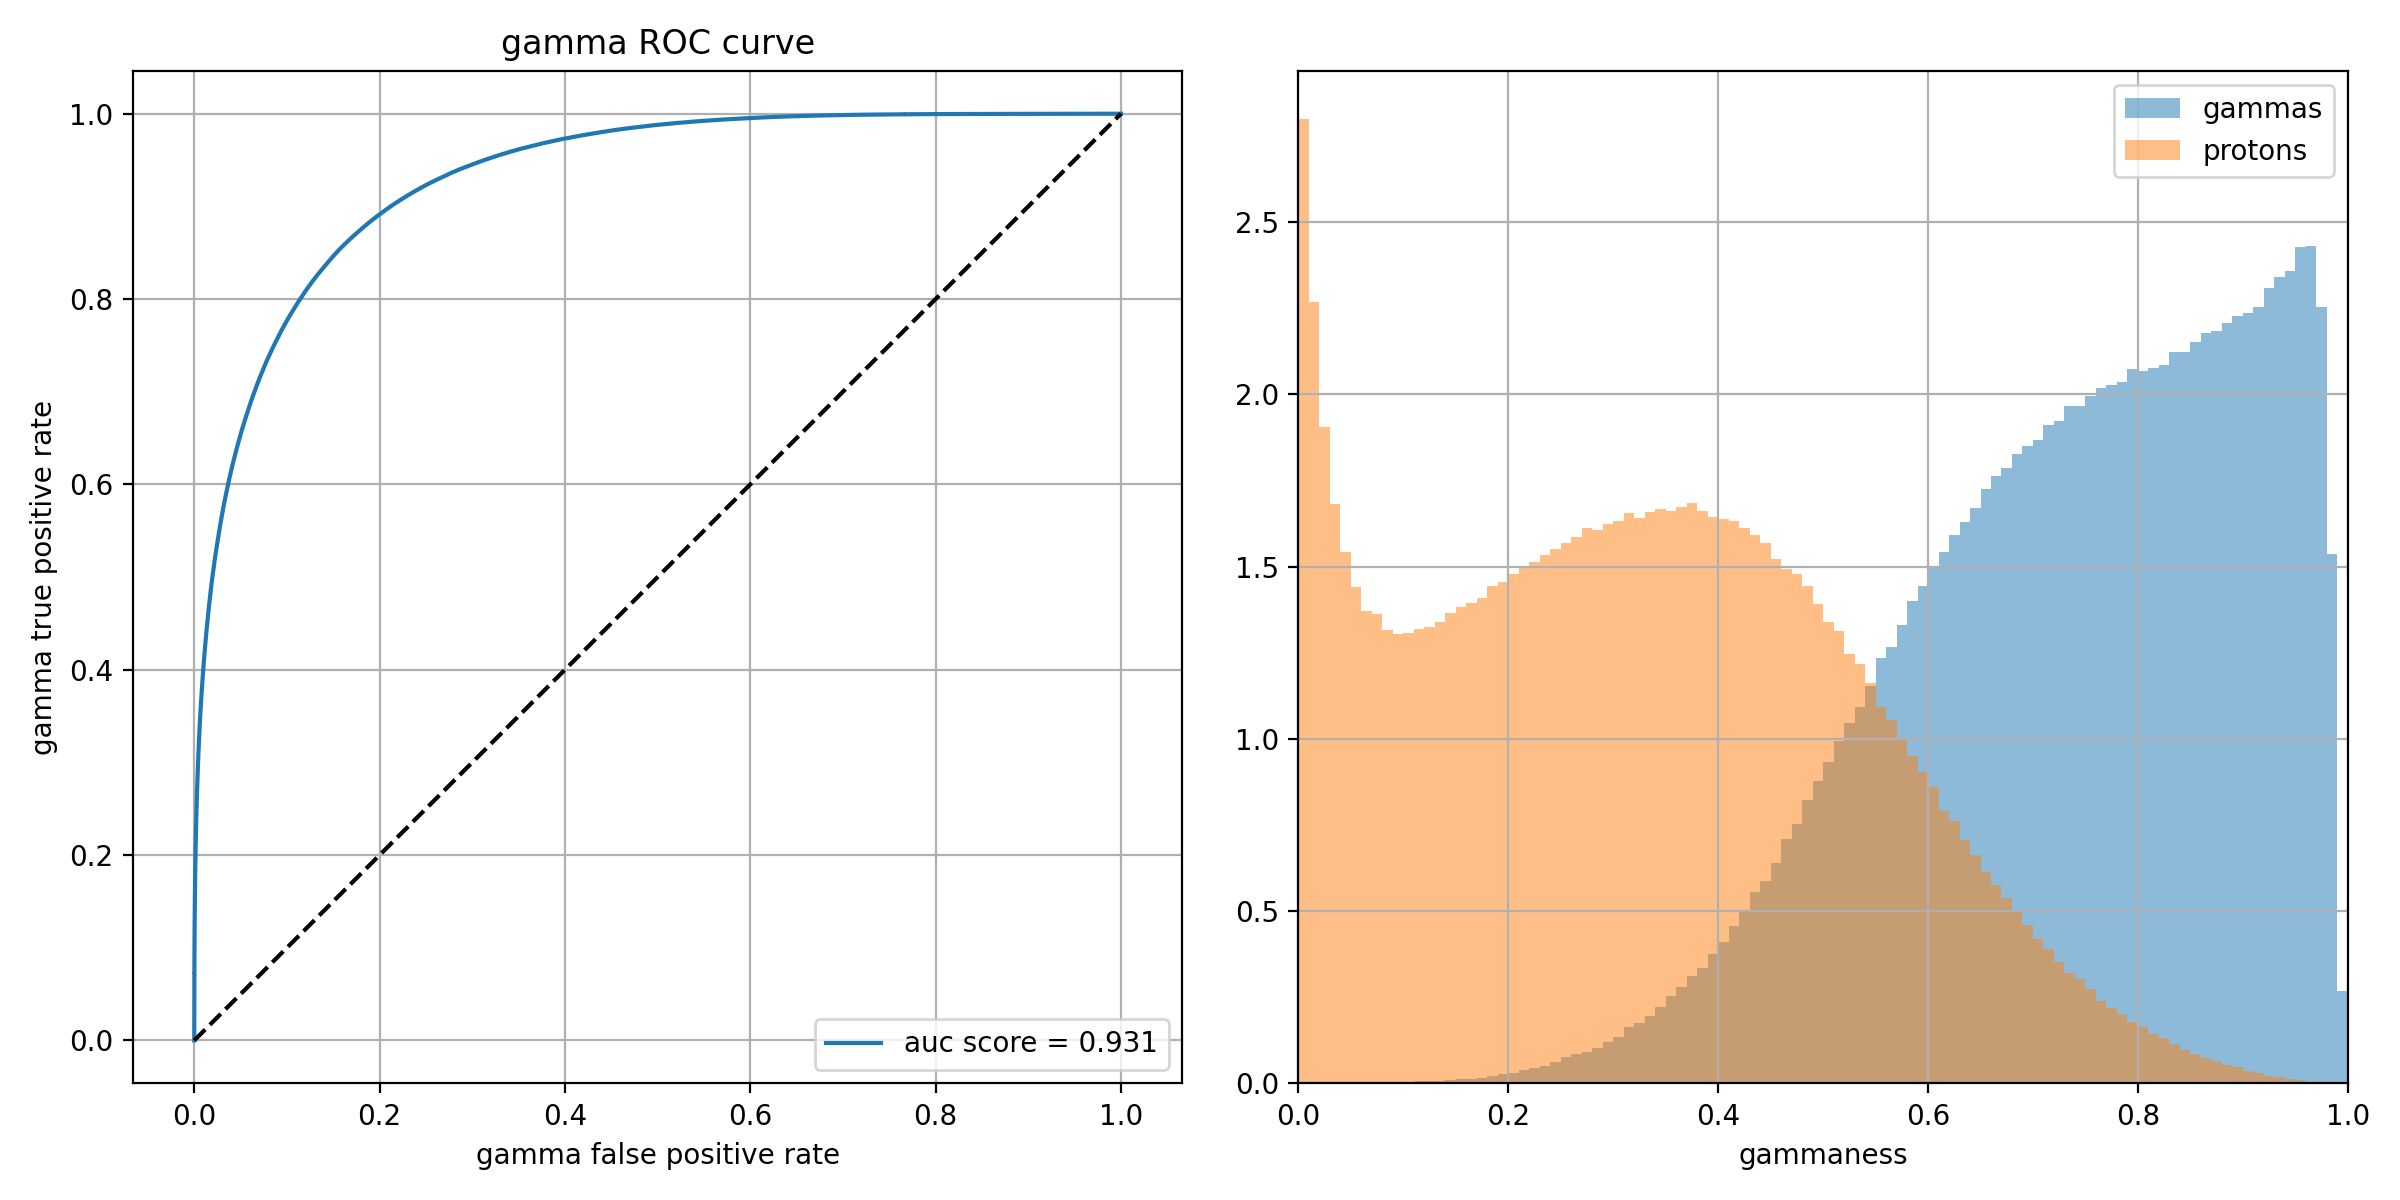 gamma ROC curve
1.0
0.8
0.6
0.4
0.2
0.0
gamma true positive rate
0.0 0.2 0.4 0.6 0.8 1.0
gamma false positive rate
auc score = 0.931
2.5
2.0
1.5
1.0
0.5
0.0
0.0 0.2 0.4 0.6 0.8 1.0
gammaness
gammas
protons